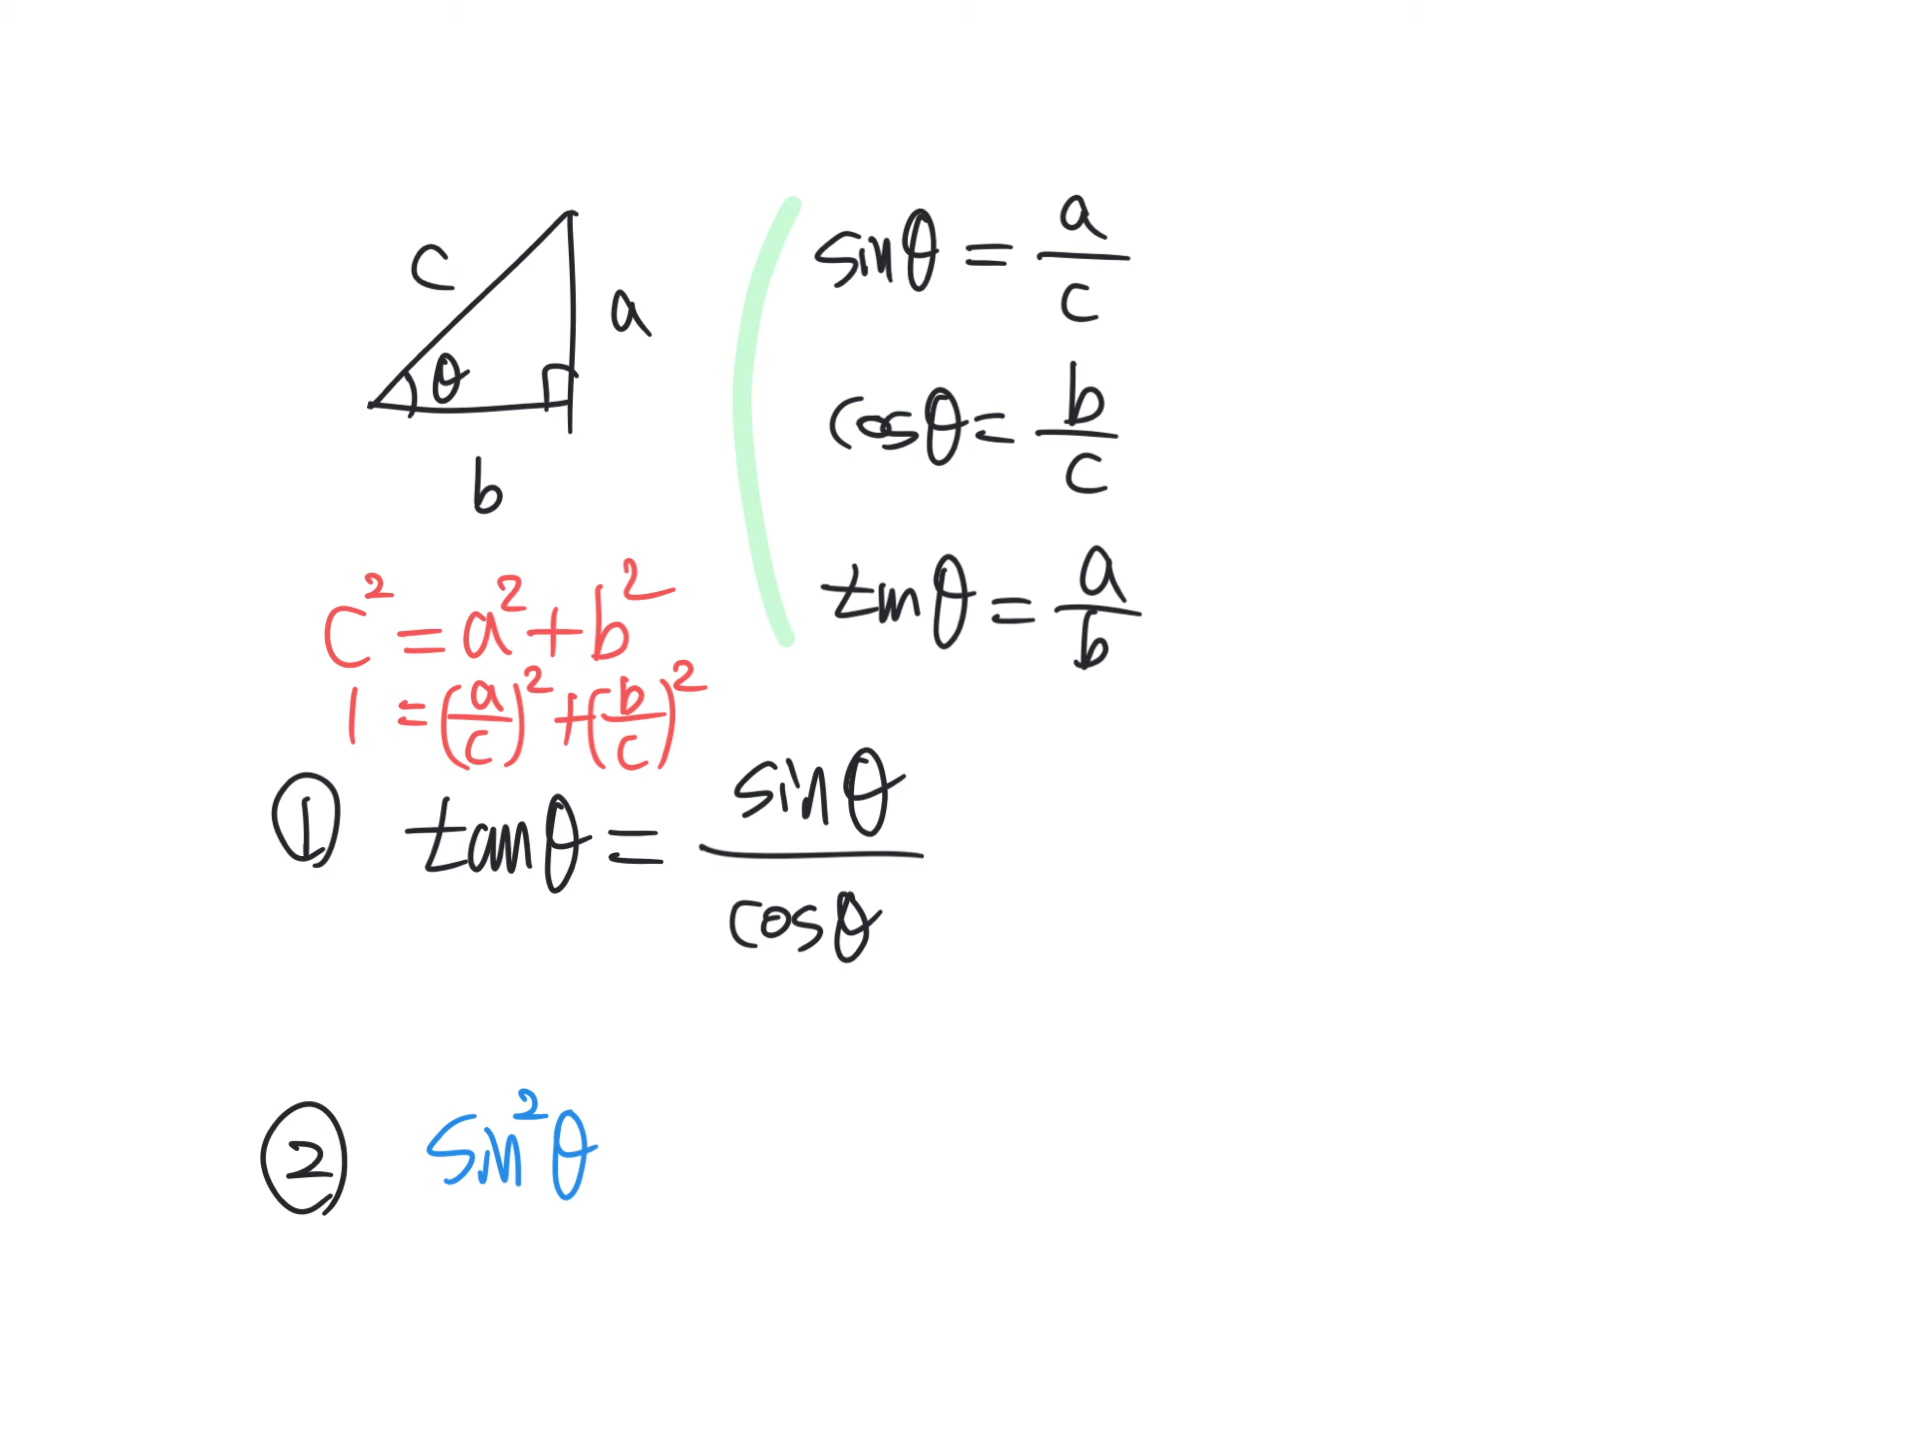 c
a
θ
b
sinθ = a/c
cosθ = b/c
tanθ = a/b
c² = a² + b²
1 = (a/c)² + (b/c)²
① tanθ = sinθ/cosθ
② sin²θ